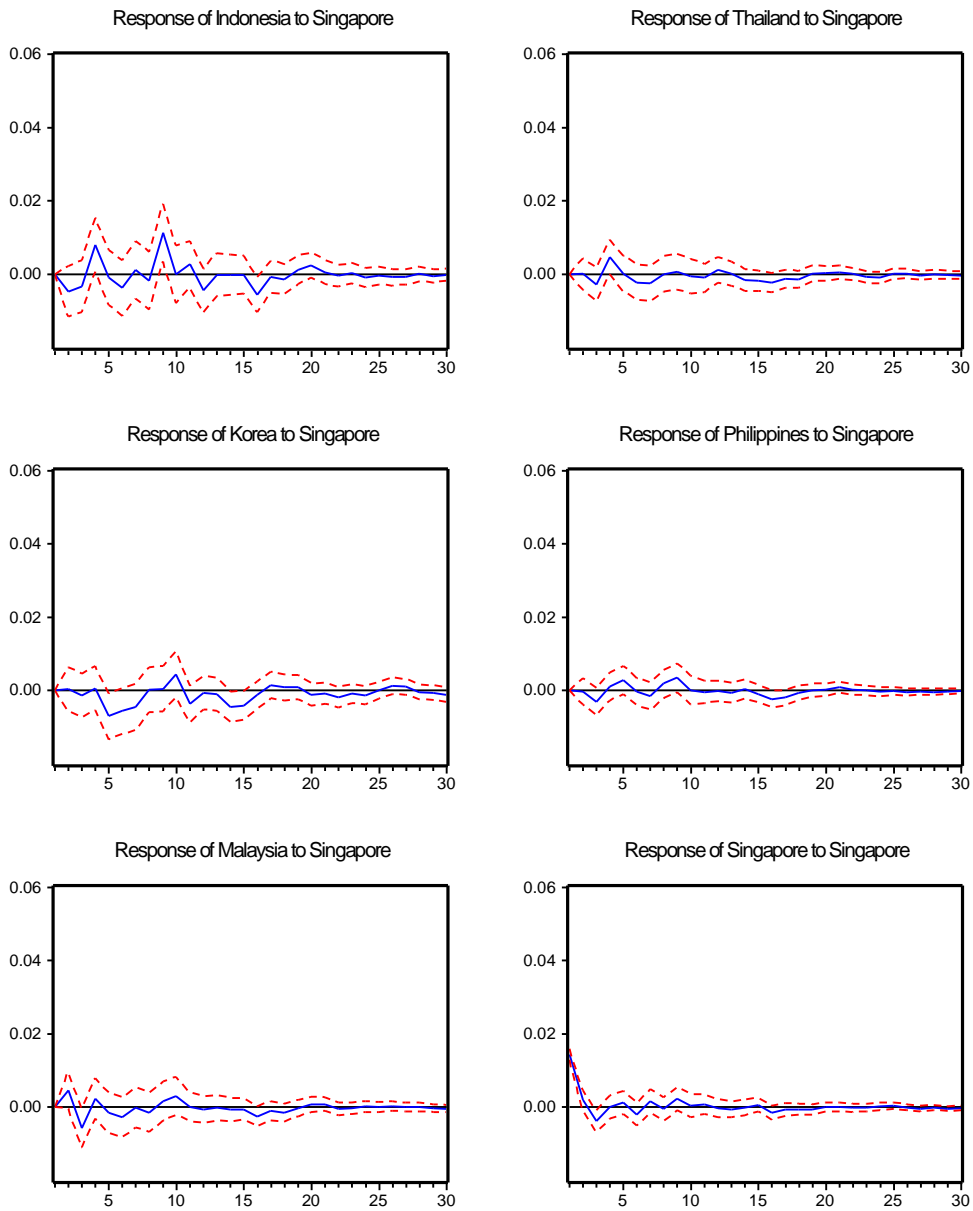 Response of Indonesia to Singapore
0.06
0.04
0.02
0.00
5 10 15 20 25 30
Response of Thailand to Singapore
0.06
0.04
0.02
0.00
5 10 15 20 25 30
Response of Korea to Singapore
0.06
0.04
0.02
0.00
5 10 15 20 25 30
Response of Philippines to Singapore
0.06
0.04
0.02
0.00
5 10 15 20 25 30
Response of Malaysia to Singapore
0.06
0.04
0.02
0.00
5 10 15 20 25 30
Response of Singapore to Singapore
0.06
0.04
0.02
0.00
5 10 15 20 25 30